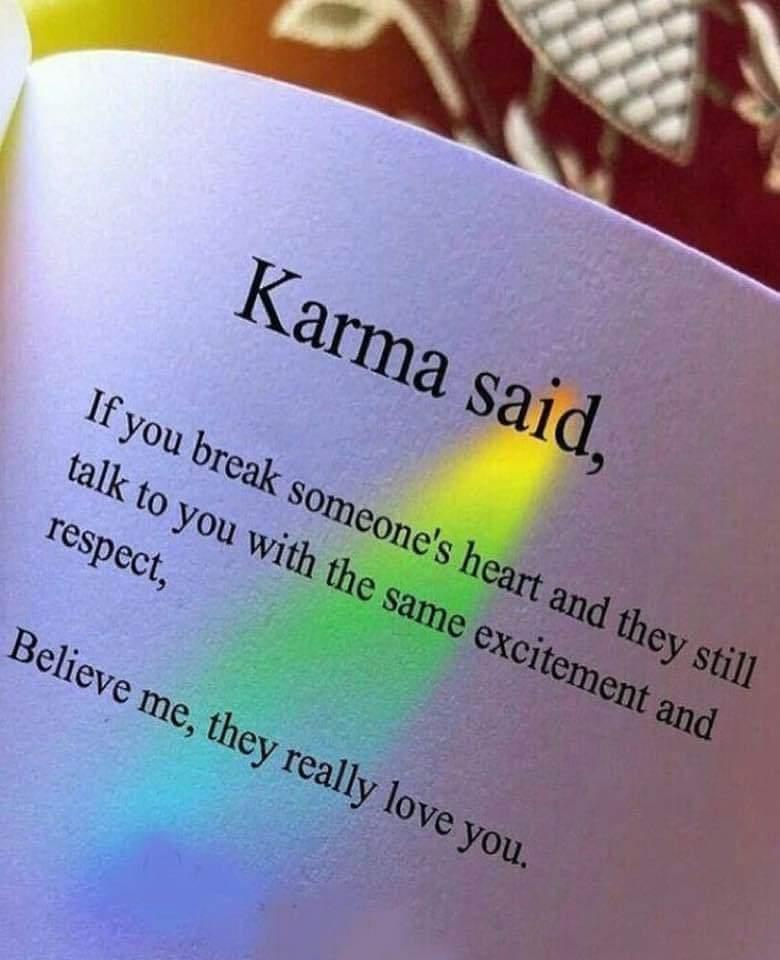 Karma said,
If you break someone's heart and they still
talk to you with the same excitement and
respect,
Believe me, they really love you.